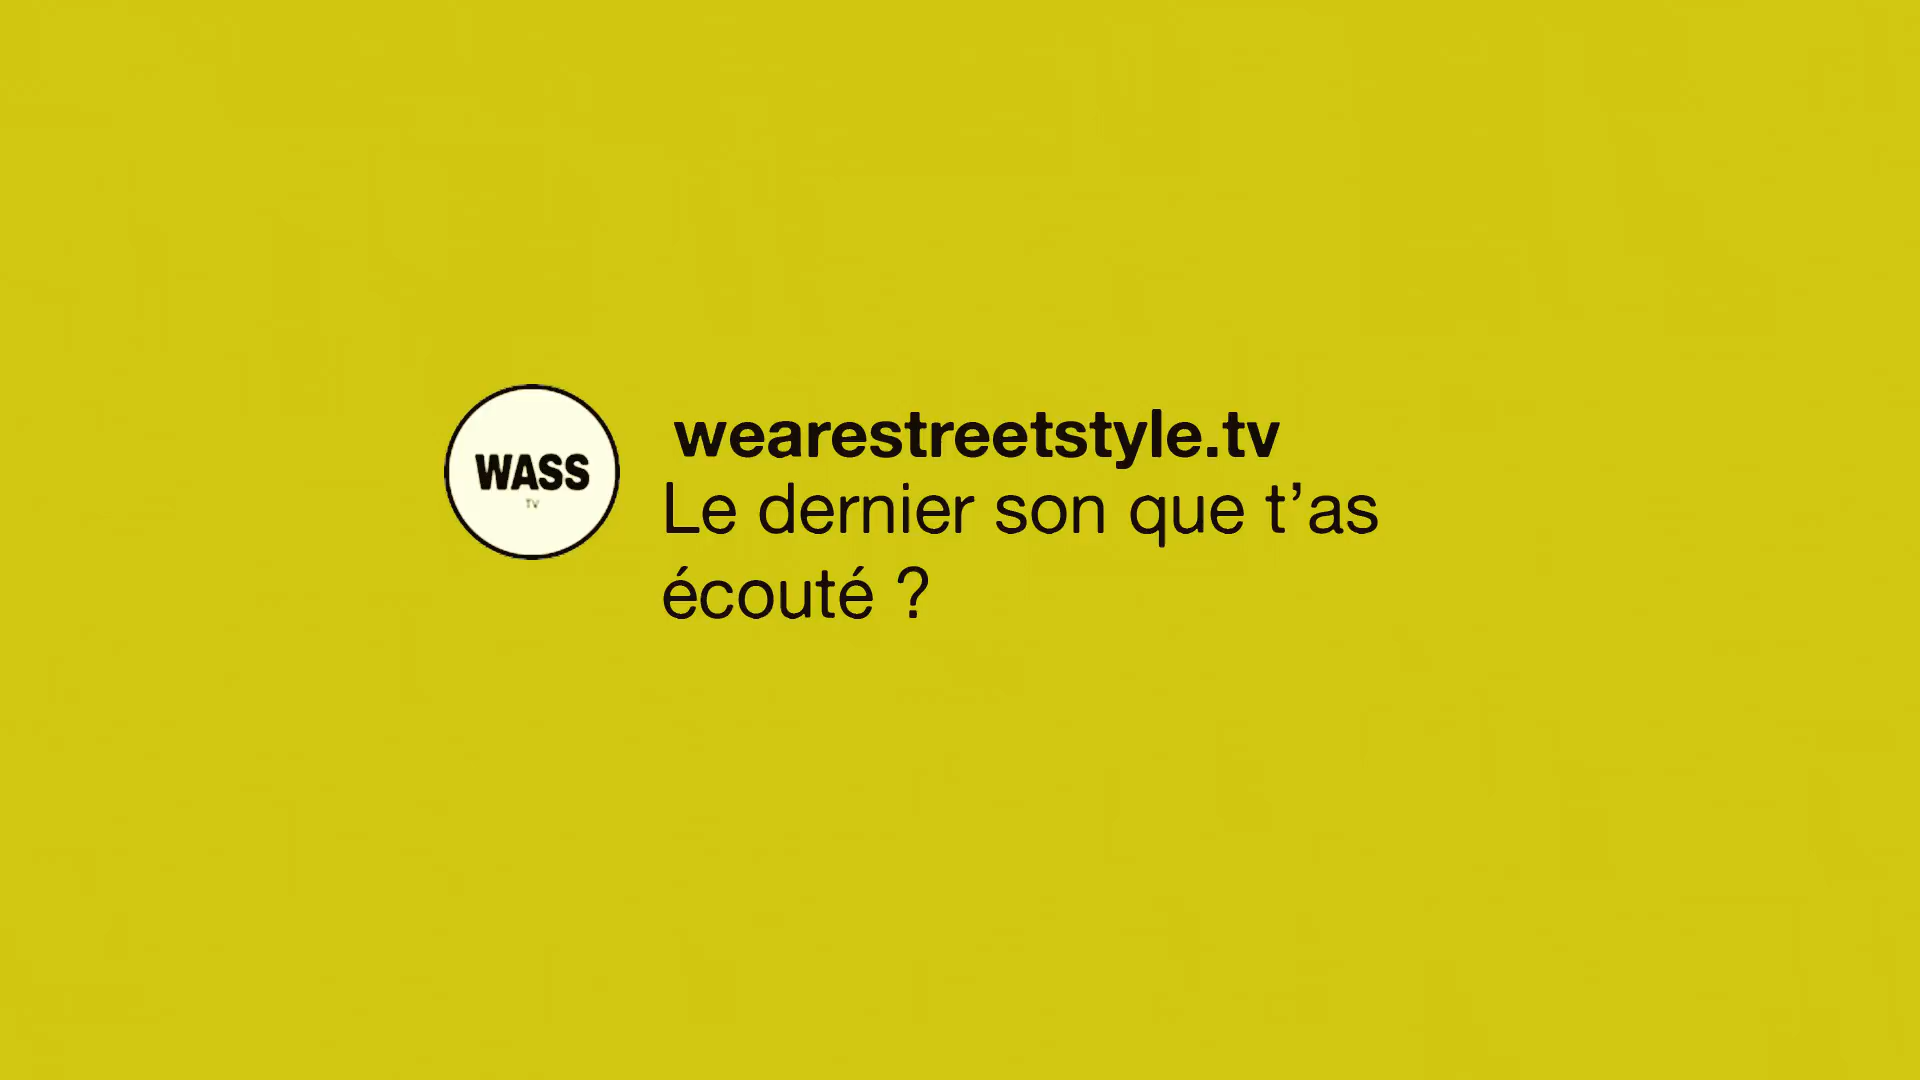 WASS
TV
wearestreetstyle.tv
Le dernier son que t’as
écouté ?